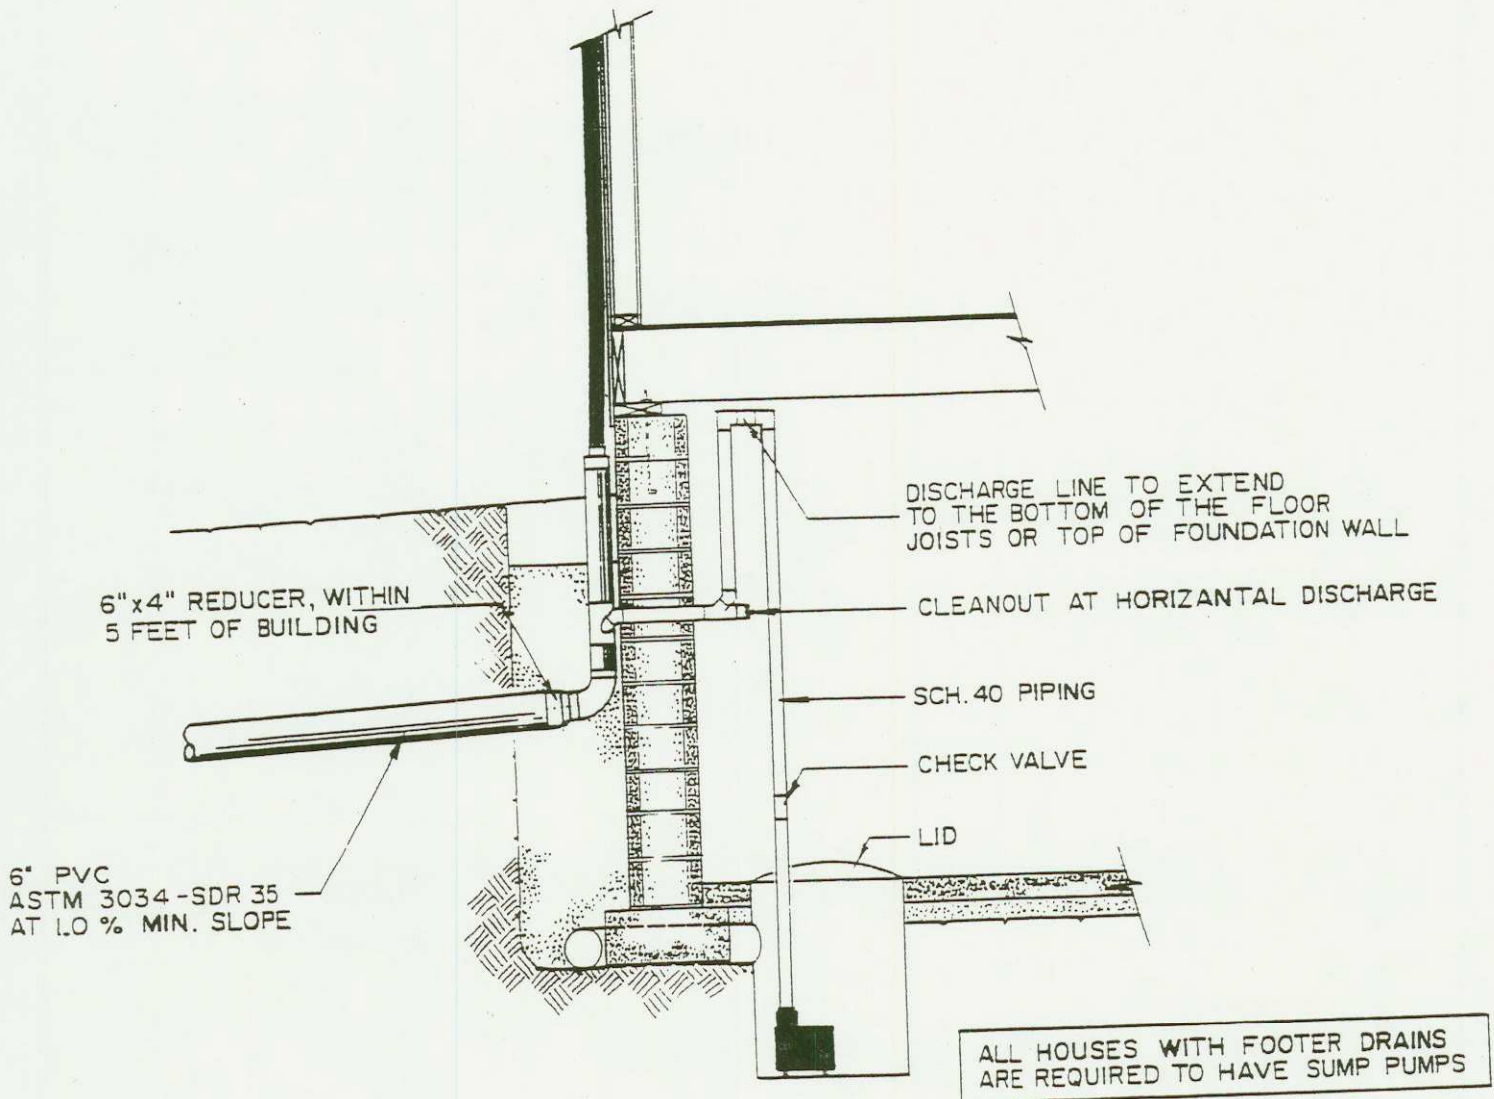 DISCHARGE LINE TO EXTEND
TO THE BOTTOM OF THE FLOOR
JOISTS OR TOP OF FOUNDATION WALL
6"x4" REDUCER, WITHIN
5 FEET OF BUILDING
CLEANOUT AT HORIZANTAL DISCHARGE
SCH. 40 PIPING
CHECK VALVE
LID
6" PVC
ASTM 3034-SDR 35
AT 1.0 % MIN. SLOPE
ALL HOUSES WITH FOOTER DRAINS
ARE REQUIRED TO HAVE SUMP PUMPS